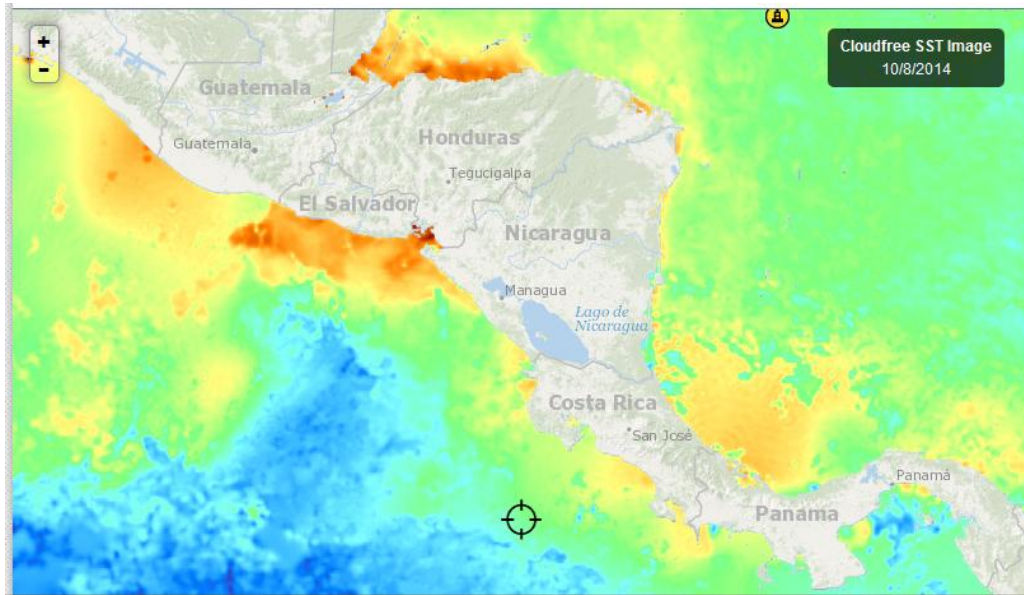 +
-
Cloudfree SST Image
10/8/2014
Guatemala
Guatemala
Honduras
Tegucigalpa
El Salvador
Nicaragua
Managua
Lago de
Nicaragua
Costa Rica
San José
Panamá
Panama